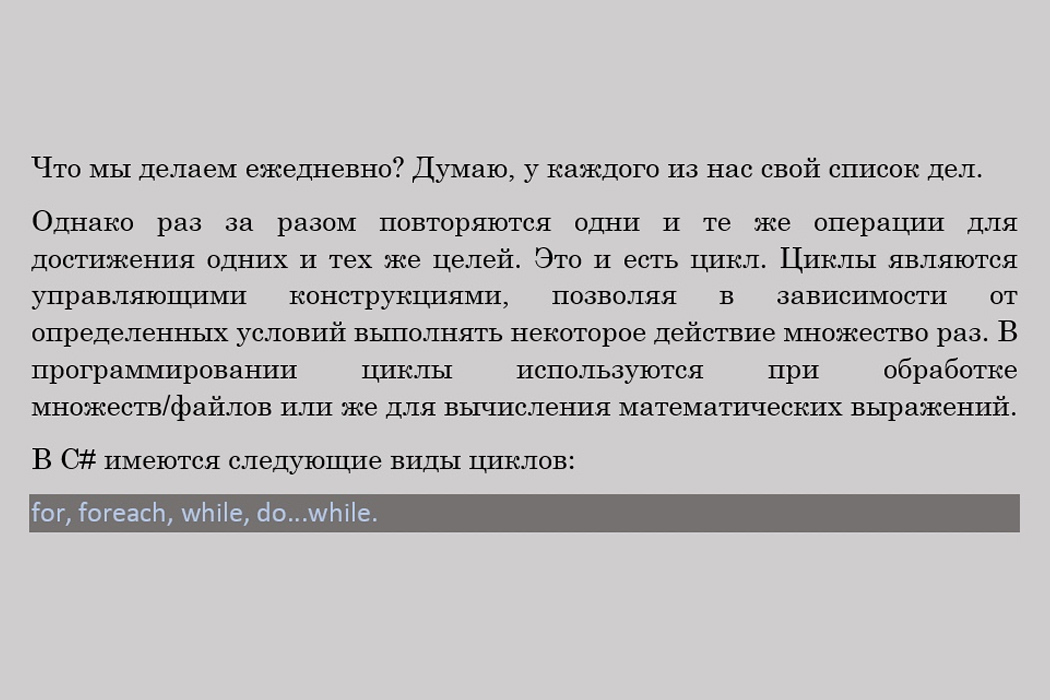 Что мы делаем ежедневно? Думаю, у каждого из нас свой список дел.
Однако раз за разом повторяются одни и те же операции для
достижения одних и тех же целей. Это и есть цикл. Циклы являются
управляющими конструкциями, позволяя в зависимости от
определенных условий выполнять некоторое действие множество раз. В
программировании циклы используются при обработке
множеств/файлов или же для вычисления математических выражений.
В C# имеются следующие виды циклов:
for, foreach, while, do...while.